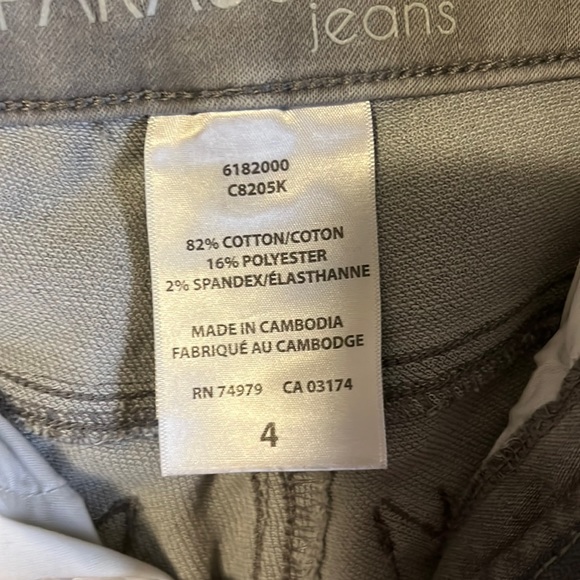 jeans
6182000
C8205K
82% COTTON/COTON
16% POLYESTER
2% SPANDEX/ÉLASTHANNE
MADE IN CAMBODIA
FABRIQUÉ AU CAMBODGE
RN 74979 CA 03174
4